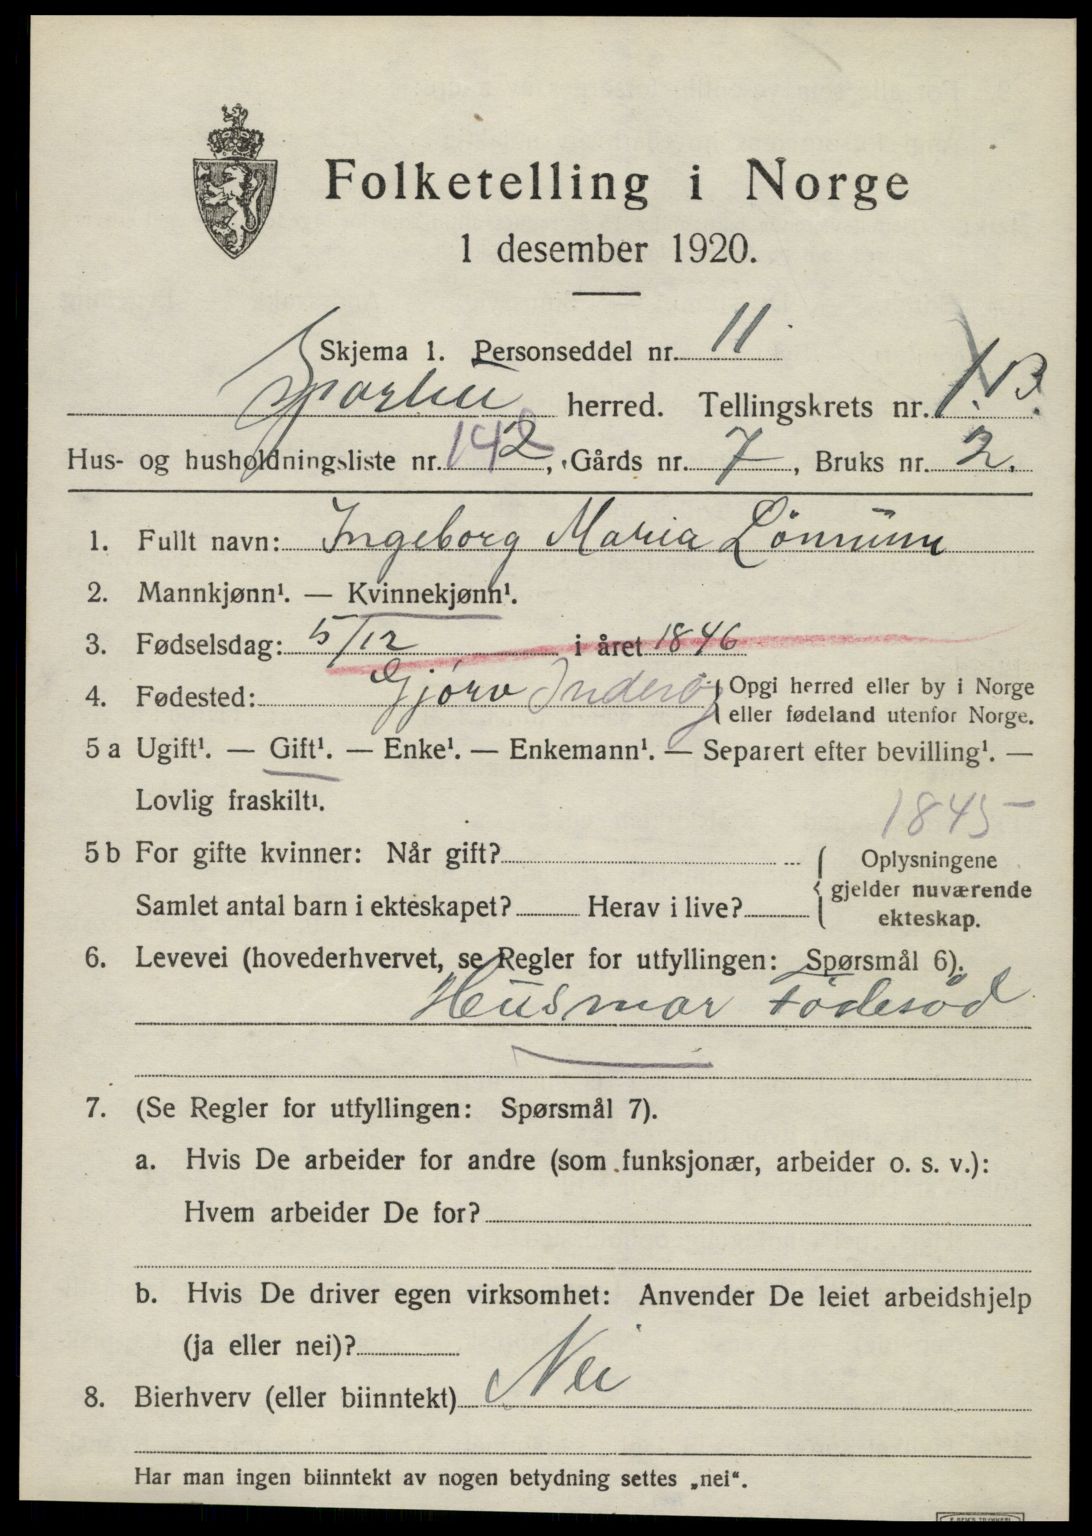 Folketelling i Norge
1 desember 1920.
Skjema 1. Personseddel nr. 11
Sparbu herred. Tellingskrets nr. 1. 13.
Hus- og husholdningsliste nr. 142, Gårds nr. 7, Bruks nr. 2.
1. Fullt navn: Ingeborg Maria
2. Mannkjønn¹. — Kvinnekjønn¹.
3. Fødselsdag: 5/12 i året 1846
4. Fødested: Gjørv Inderøy { Opgi herred eller by i Norge
eller fødeland utenfor Norge.
5 a Ugift¹. — Gift¹. — Enke¹. — Enkemann¹. — Separert efter bevilling¹. —
Lovlig fraskilt¹.
1845
5 b For gifte kvinner: Når gift? { Oplysningene
gjelder nuværende
Samlet antal barn i ekteskapet? Herav i live?
ekteskap.
6. Levevei (hovederhvervet, se Regler for utfyllingen: Spørsmål 6).
Husmor Føderåd
7. (Se Regler for utfyllingen: Spørsmål 7).
a. Hvis De arbeider for andre (som funksjonær, arbeider o. s. v.):
Hvem arbeider De for?
b. Hvis De driver egen virksomhet: Anvender De leiet arbeidshjelp
(ja eller nei)?
8. Bierhverv (eller biinntekt) Nei
Har man ingen biinntekt av nogen betydning settes „nei“.